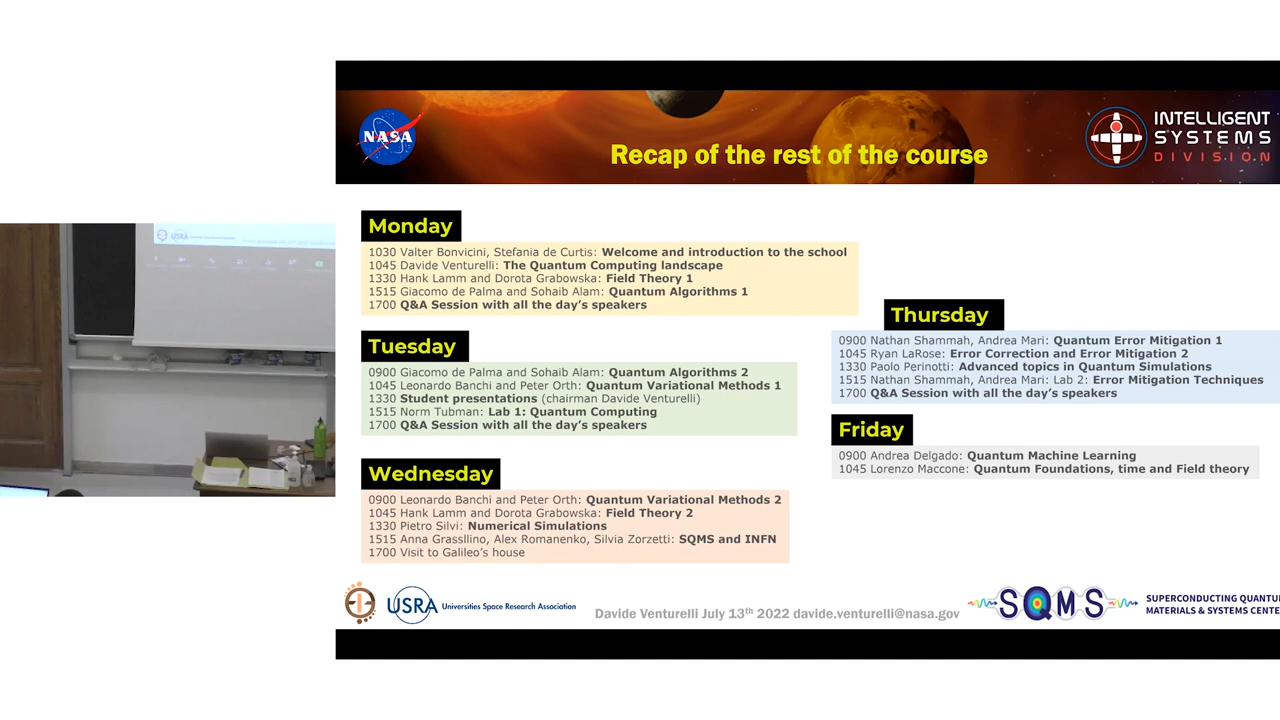 NASA
Recap of the rest of the course
INTELLIGENT
SYSTEMS
DIVISION
Monday
1030 Valter Bonvicini, Stefania de Curtis: Welcome and introduction to the school
1045 Davide Venturelli: The Quantum Computing landscape
1330 Hank Lamm and Dorota Grabowska: Field Theory 1
1515 Giacomo de Palma and Sohaib Alam: Quantum Algorithms 1
1700 Q&A Session with all the day's speakers
Tuesday
0900 Giacomo de Palma and Sohaib Alam: Quantum Algorithms 2
1045 Leonardo Banchi and Peter Orth: Quantum Variational Methods 1
1330 Student presentations (chairman Davide Venturelli)
1515 Norm Tubman: Lab 1: Quantum Computing
1700 Q&A Session with all the day's speakers
Wednesday
0900 Leonardo Banchi and Peter Orth: Quantum Variational Methods 2
1045 Hank Lamm and Dorota Grabowska: Field Theory 2
1330 Pietro Silvi: Numerical Simulations
1515 Anna Grassllino, Alex Romanenko, Silvia Zorzetti: SQMS and INFN
1700 Visit to Galileo's house
Thursday
0900 Nathan Shammah, Andrea Mari: Quantum Error Mitigation 1
1045 Ryan LaRose: Error Correction and Error Mitigation 2
1330 Paolo Perinotti: Advanced topics in Quantum Simulations
1515 Nathan Shammah, Andrea Mari: Lab 2: Error Mitigation Techniques
1700 Q&A Session with all the day's speakers
Friday
0900 Andrea Delgado: Quantum Machine Learning
1045 Lorenzo Maccone: Quantum Foundations, time and Field theory
USRA Universities Space Research Association
Davide Venturelli July 13th 2022 davide.venturelli@nasa.gov
SQMS
SUPERCONDUCTING QUANTU
MATERIALS & SYSTEMS CENTE
USRA